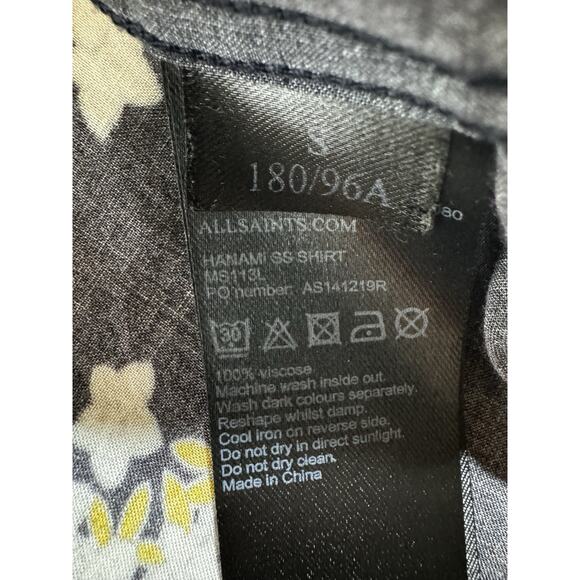 S
180/96A
080
ALLSAINTS.COM
HANAMI SS SHIRT
MS113L
PO number: AS141219R
30
100% viscose
Machine wash inside out.
Wash dark colours separately.
Reshape whilst damp.
Cool iron on reverse side.
Do not dry in direct sunlight.
Do not dry clean.
Made in China